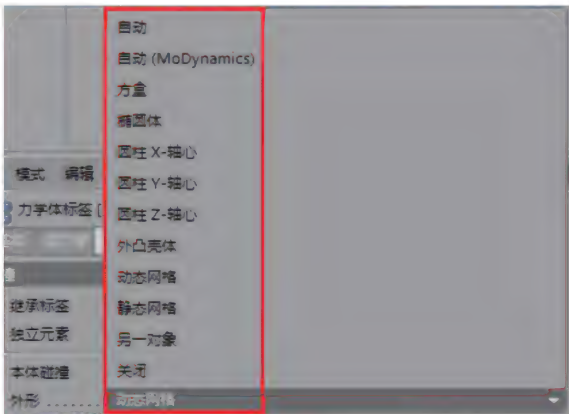 自动
自动 (MoDynamics)
方盒
椭圆体
圆柱 X-轴心
模式 编辑
圆柱 Y-轴心
力学体标签 [
圆柱 Z-轴心
外凸壳体
动态网格
继承标签
静态网格
独立元素
另一对象
本体碰撞
关闭
外形 ........
动态网格